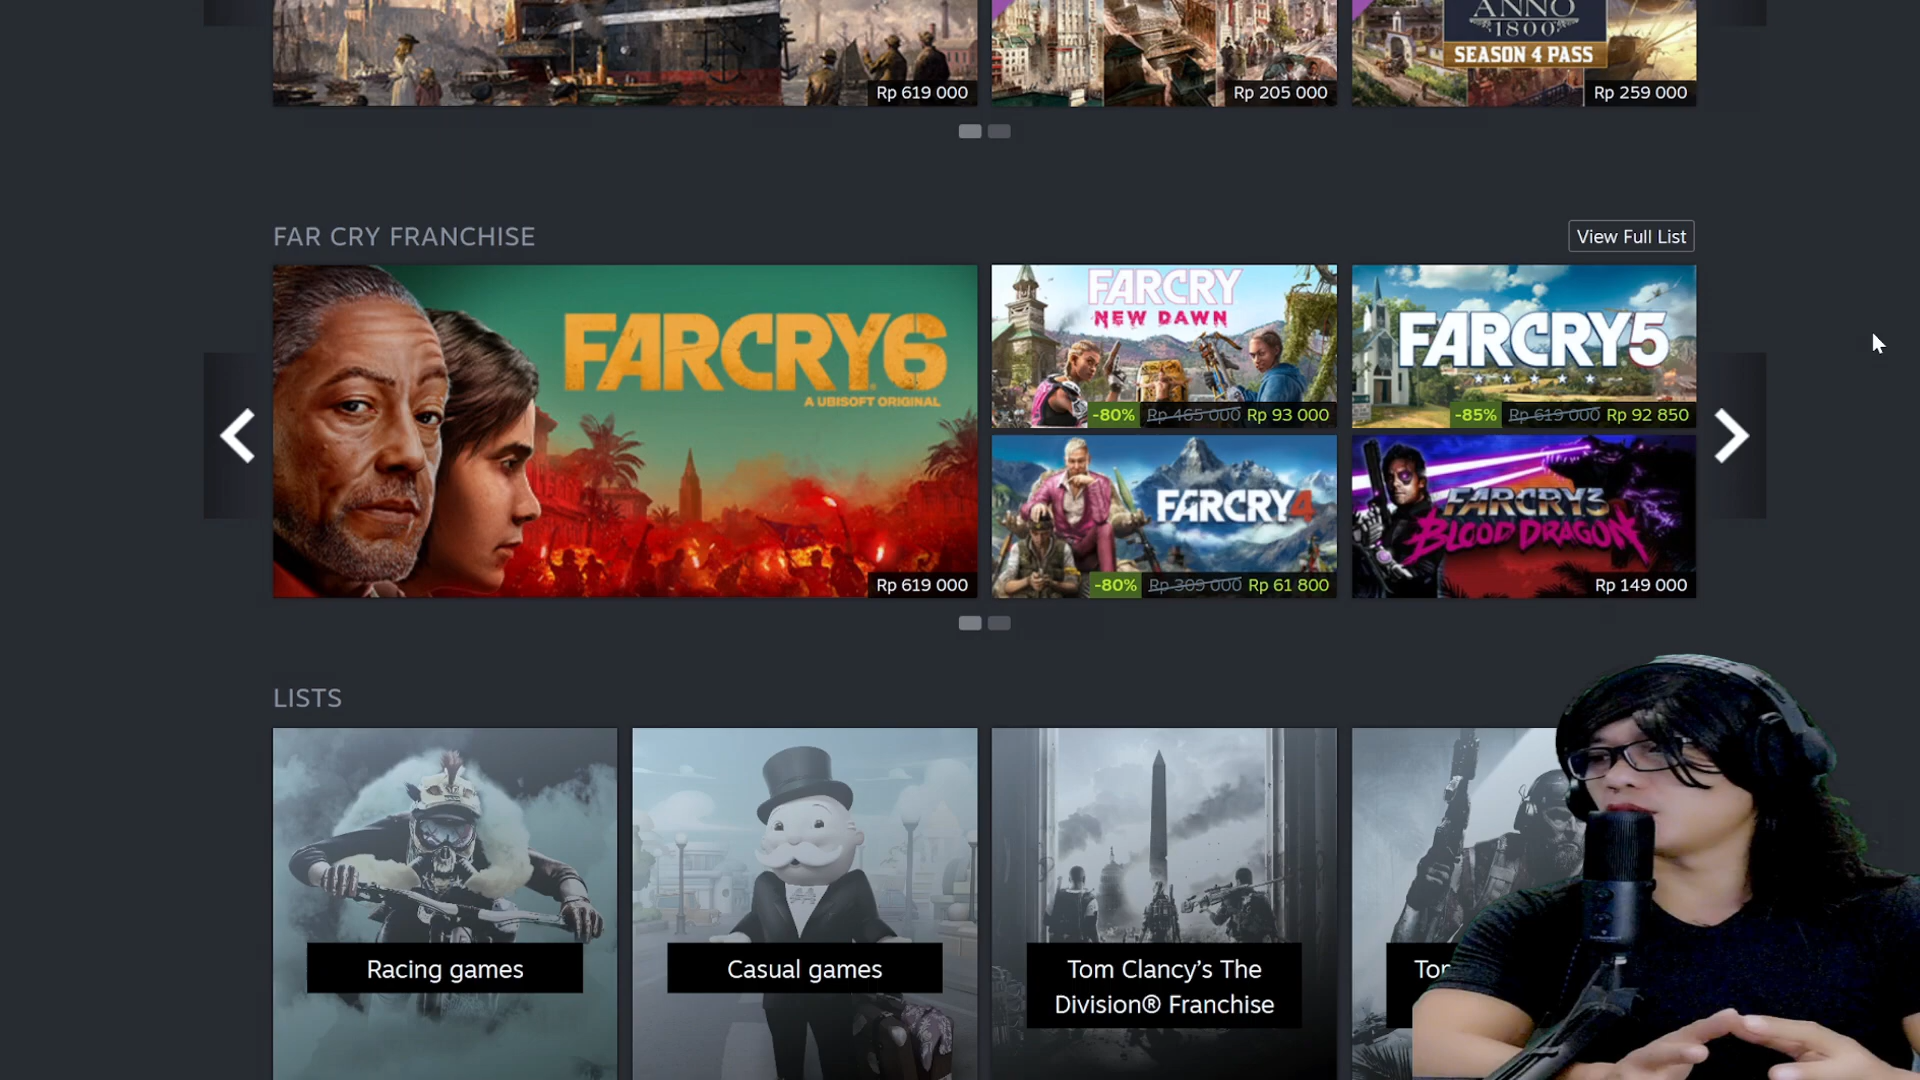 ANNO
1800
SEASON 4 PASS
Rp 619 000
Rp 205 000
Rp 259 000
FAR CRY FRANCHISE
View Full List
FARCRY6
A UBISOFT ORIGINAL
Rp 619 000
FARCRY
NEW DAWN
-80% Rp 465 000 Rp 93 000
FARCRY5
-85% Rp 619 000 Rp 92 850
FARCRY4
-80% Rp 309 000 Rp 61 800
FARCRY3
BLOOD DRAGON
Rp 149 000
LISTS
Racing games
Casual games
Tom Clancy's The
Division® Franchise